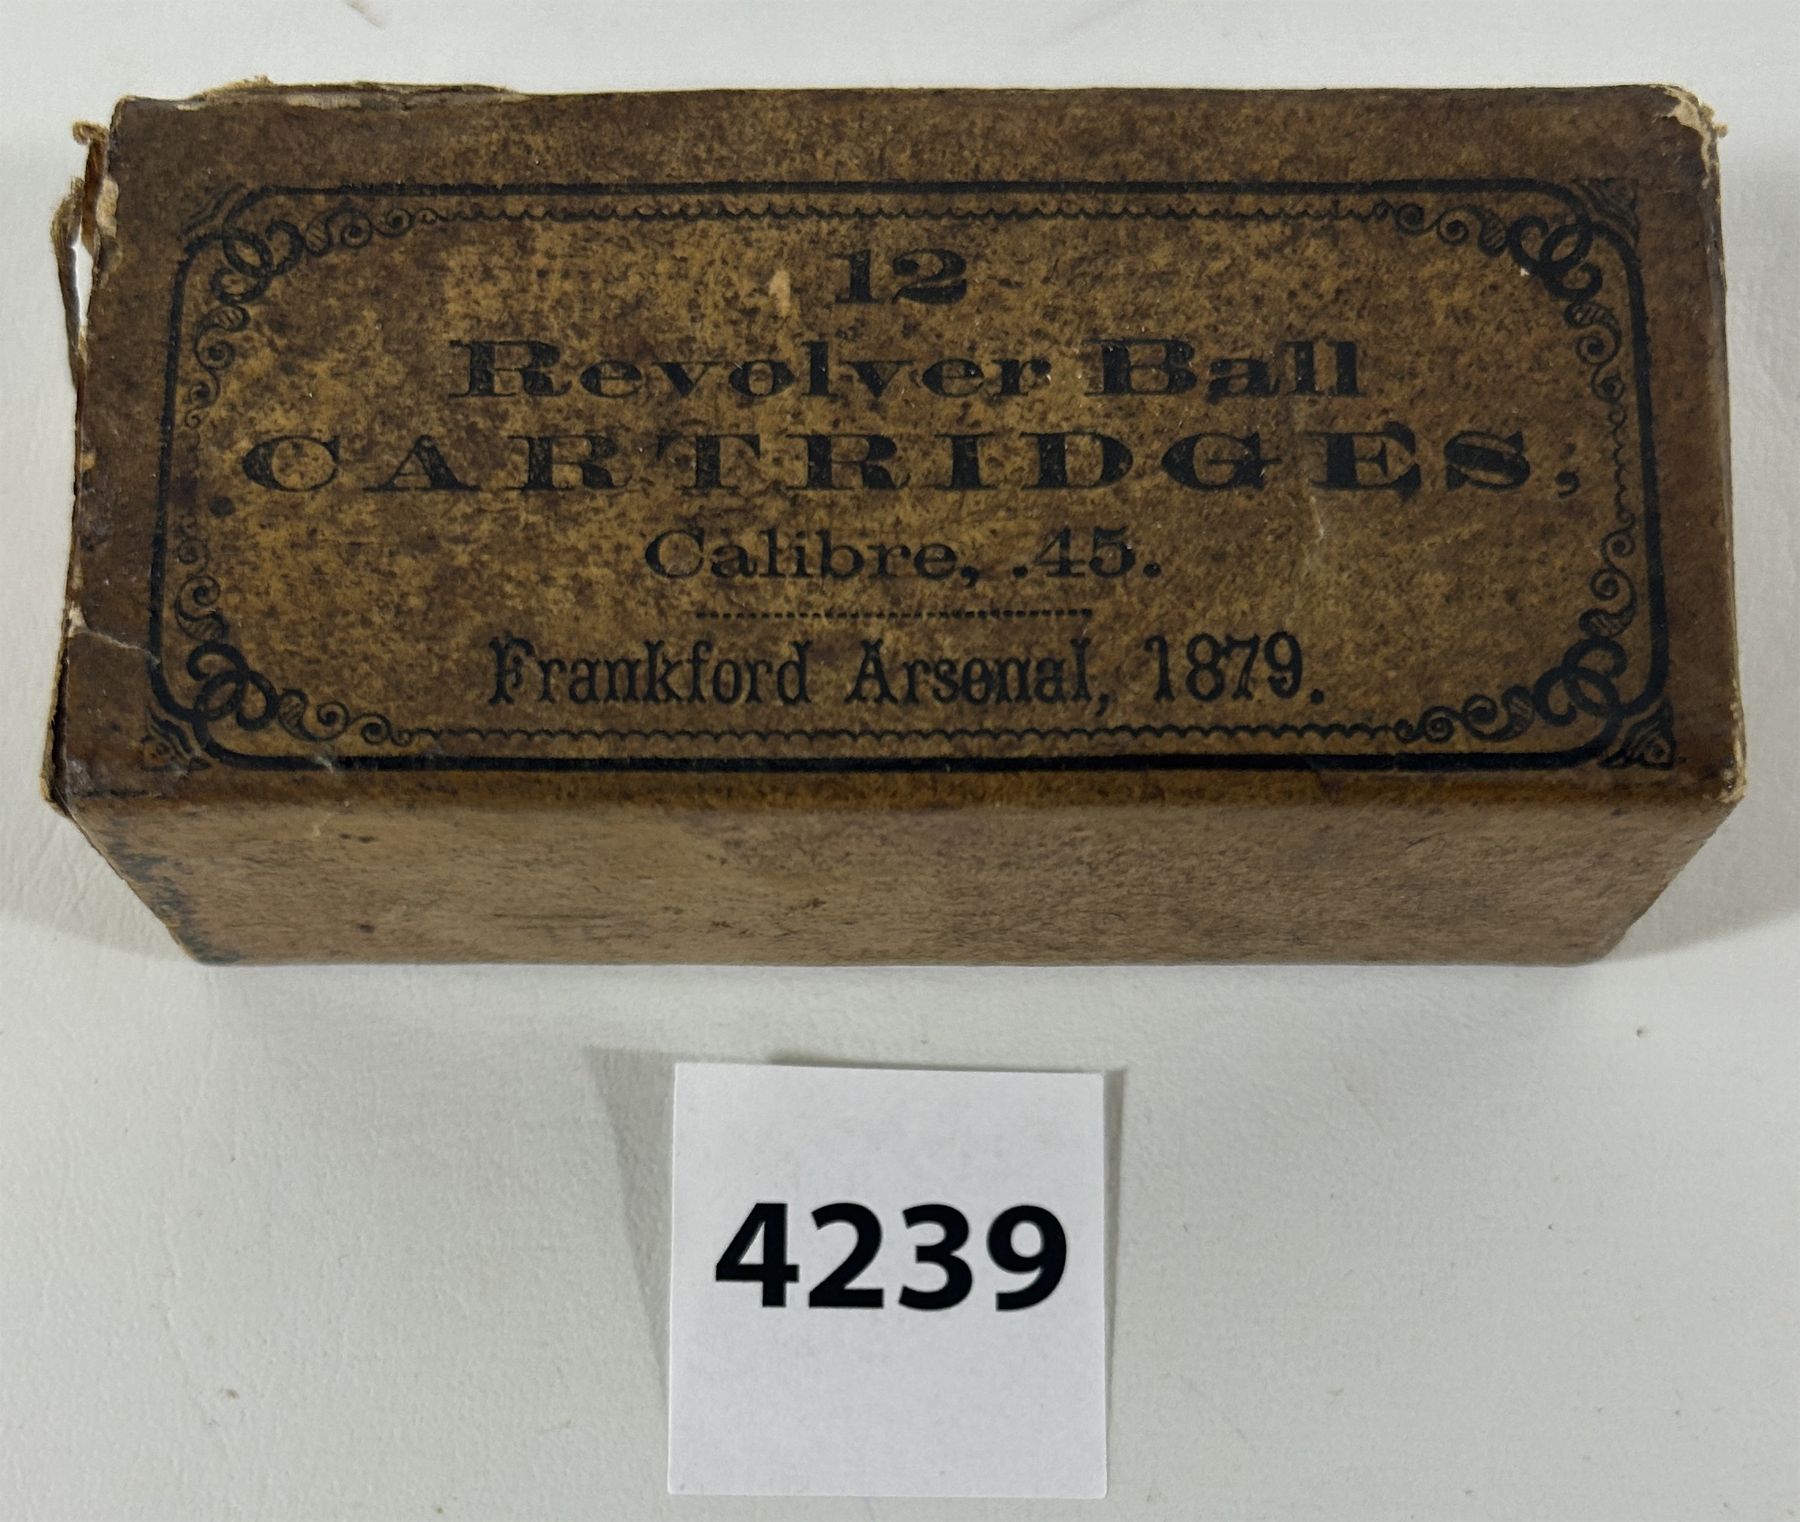 12
Revolver Ball
CARTRIDGES,
Calibre, .45.
Frankford Arsenal, 1879.
4239